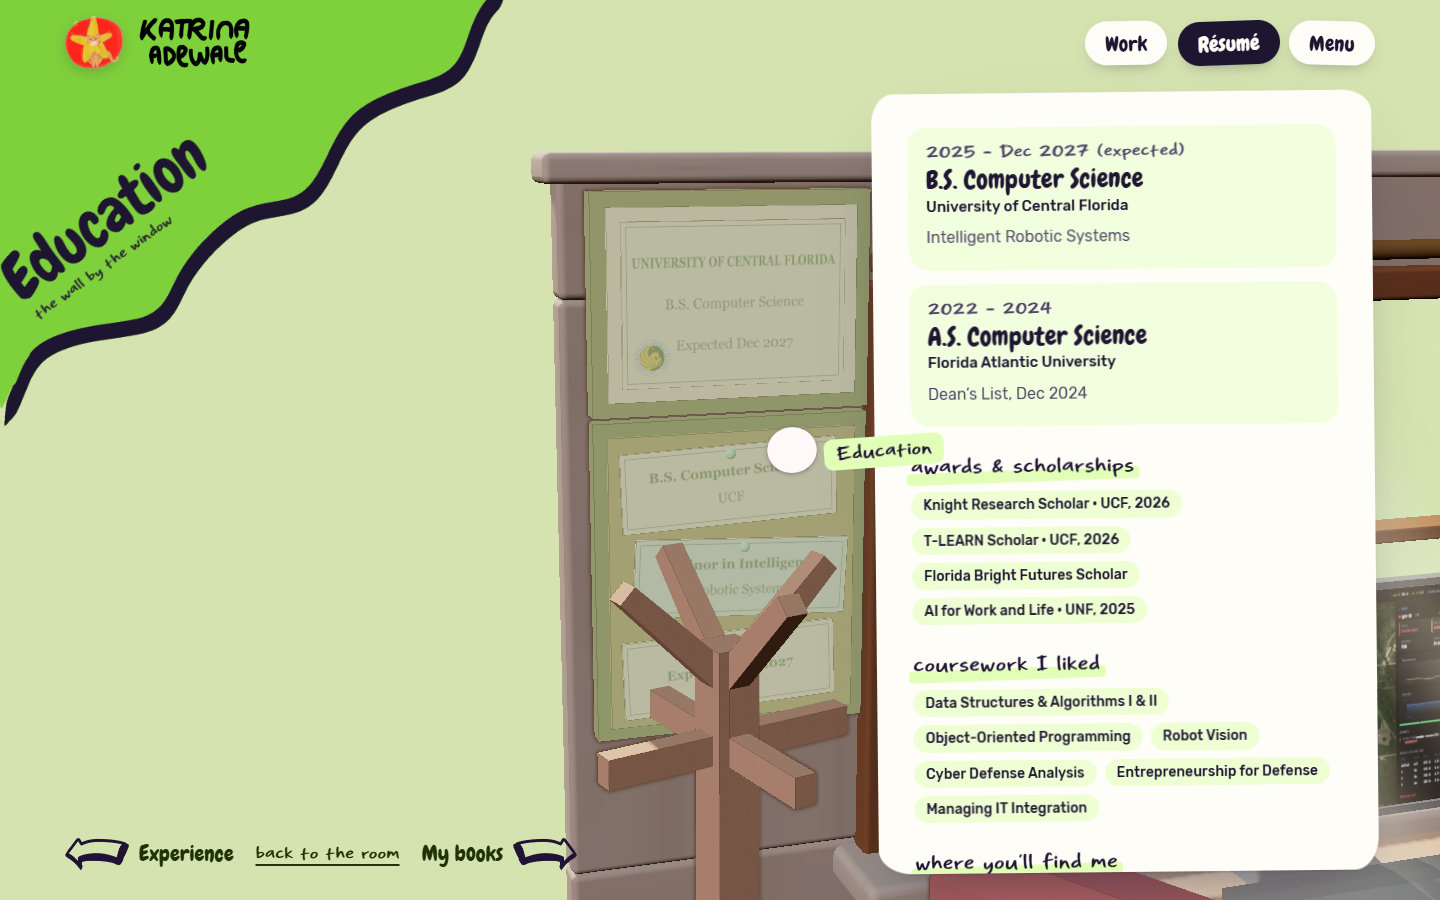 KATRINA
ADEWALE
Work
Résumé
Menu
Education
the wall by the window
UNIVERSITY OF CENTRAL FLORIDA
B.S. Computer Science
Expected Dec 2027
B.S. Computer
UCF
Education
2025 - Dec 2027 (expected)
B.S. Computer Science
University of Central Florida
Intelligent Robotic Systems
2022 - 2024
A.S. Computer Science
Florida Atlantic University
Dean's List, Dec 2024
awards & scholarships
Knight Research Scholar • UCF, 2026
T-LEARN Scholar • UCF, 2026
Florida Bright Futures Scholar
AI for Work and Life • UNF, 2025
coursework I liked
Data Structures & Algorithms I & II
Object-Oriented Programming
Robot Vision
Cyber Defense Analysis
Entrepreneurship for Defense
Managing IT Integration
where you'll find me
Experience
back to the room
My books